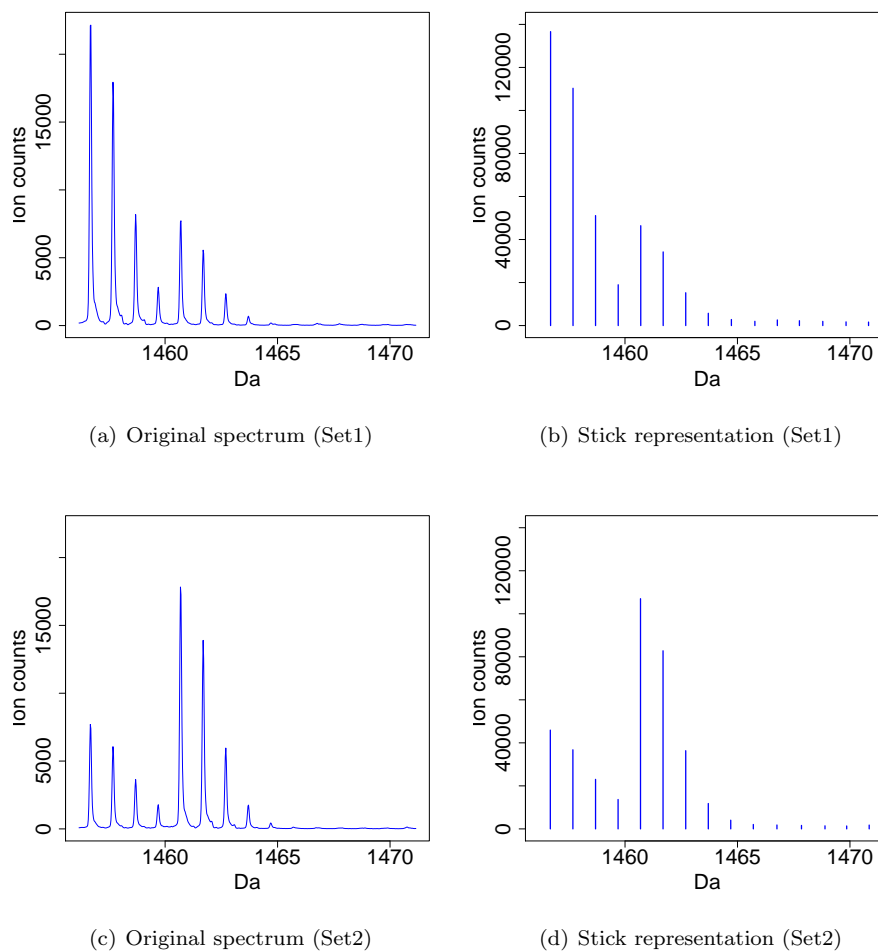 Ion counts
0
5000
15000
1460
1465
1470
Da
(a) Original spectrum (Set1)
Ion counts
0
40000
80000
120000
1460
1465
1470
Da
(b) Stick representation (Set1)
Ion counts
0
5000
15000
1460
1465
1470
Da
(c) Original spectrum (Set2)
Ion counts
0
40000
80000
120000
1460
1465
1470
Da
(d) Stick representation (Set2)